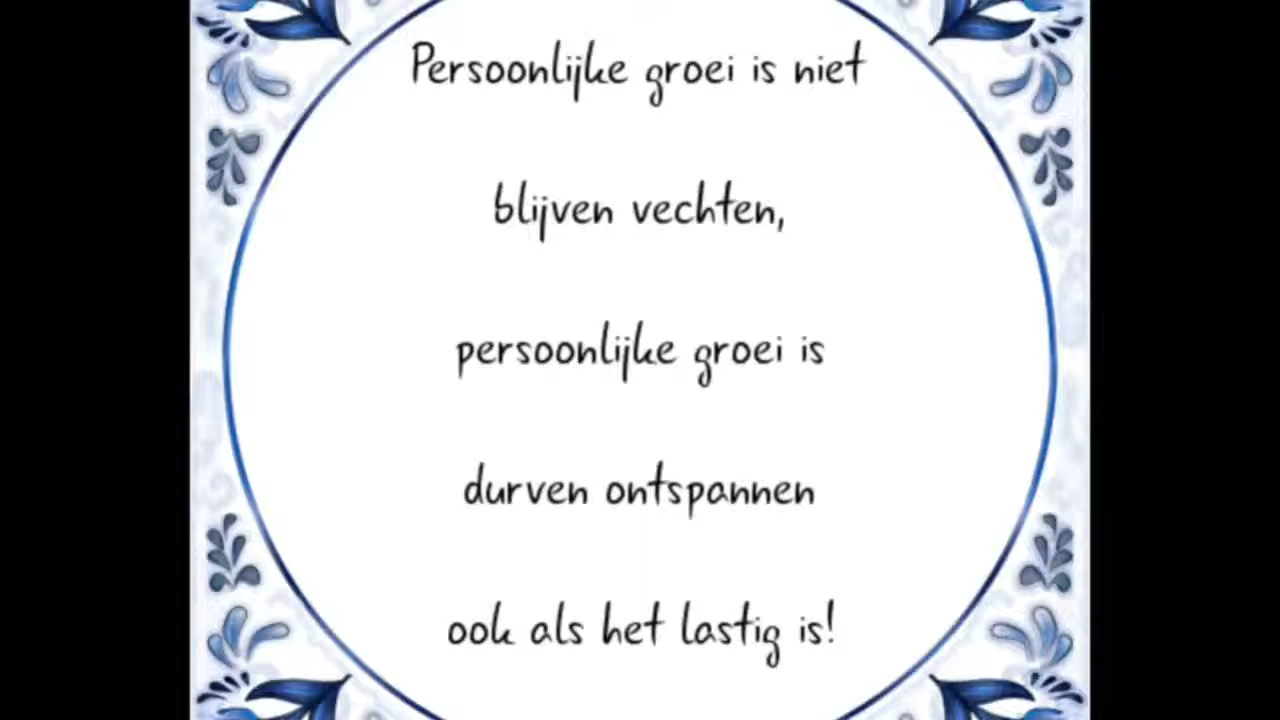 Persoonlijke groei is niet
blijven vechten,
persoonlijke groei is
durven ontspannen
ook als het lastig is!